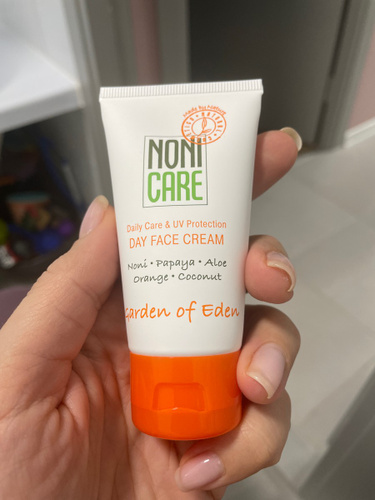 NONI
CARE
Daily Care & UV Protection
DAY FACE CREAM
Noni • Papaya • Aloe
Orange • Coconut
garden of Eden